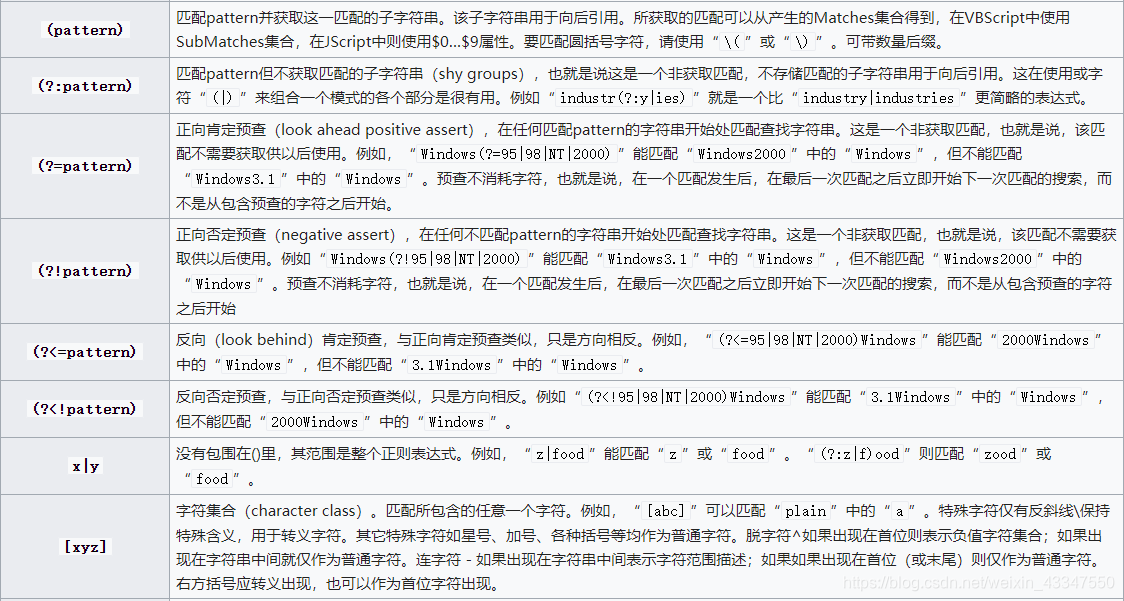 (pattern)
匹配pattern并获取这一匹配的子字符串。该子字符串用于向后引用。所获取的匹配可以从产生的Matches集合得到，在VBScript中使用
SubMatches集合，在JScript中则使用$0…$9属性。要匹配圆括号字符，请使用“\(”或“\)”。可带数量后缀。
(?:pattern)
匹配pattern但不获取匹配的子字符串（shy groups），也就是说这是一个非获取匹配，不存储匹配的子字符串用于向后引用。这在使用或字
符“(|)”来组合一个模式的各个部分是很有用。例如“industr(?:y|ies)”就是一个比“industry|industries”更简略的表达式。
(?=pattern)
正向肯定预查（look ahead positive assert），在任何匹配pattern的字符串开始处匹配查找字符串。这是一个非获取匹配，也就是说，该匹
配不需要获取供以后使用。例如，“Windows(?=95|98|NT|2000)”能匹配“Windows2000”中的“Windows”，但不能匹配
“Windows3.1”中的“Windows”。预查不消耗字符，也就是说，在一个匹配发生后，在最后一次匹配之后立即开始下一次匹配的搜索，而
不是从包含预查的字符之后开始。
(?!pattern)
正向否定预查（negative assert），在任何不匹配pattern的字符串开始处匹配查找字符串。这是一个非获取匹配，也就是说，该匹配不需要获
取供以后使用。例如“Windows(?!95|98|NT|2000)”能匹配“Windows3.1”中的“Windows”，但不能匹配“Windows2000”中的
“Windows”。预查不消耗字符，也就是说，在一个匹配发生后，在最后一次匹配之后立即开始下一次匹配的搜索，而不是从包含预查的字符
之后开始
(?<=pattern)
反向（look behind）肯定预查，与正向肯定预查类似，只是方向相反。例如，“(?<=95|98|NT|2000)Windows”能匹配“2000Windows”
中的“Windows”，但不能匹配“3.1Windows”中的“Windows”。
(?<!pattern)
反向否定预查，与正向否定预查类似，只是方向相反。例如“(?<!95|98|NT|2000)Windows”能匹配“3.1Windows”中的“Windows”，
但不能匹配“2000Windows”中的“Windows”。
x|y
没有包围在()里，其范围是整个正则表达式。例如，“z|food”能匹配“z”或“food”。“(?:z|f)ood”则匹配“zood”或
“food”。
[xyz]
字符集合（character class）。匹配所包含的任意一个字符。例如，“[abc]”可以匹配“plain”中的“a”。特殊字符仅有反斜线\保持
特殊含义，用于转义字符。其它特殊字符如星号、加号、各种括号等均作为普通字符。脱字符^如果出现在首位则表示负值字符集合；如果出
现在字符串中间就仅作为普通字符。连字符 - 如果出现在字符串中间表示字符范围描述；如果如果出现在首位（或末尾）则仅作为普通字符。
右方括号应转义出现，也可以作为首位字符出现。
https://blog.csdn.net/weixin_43347550